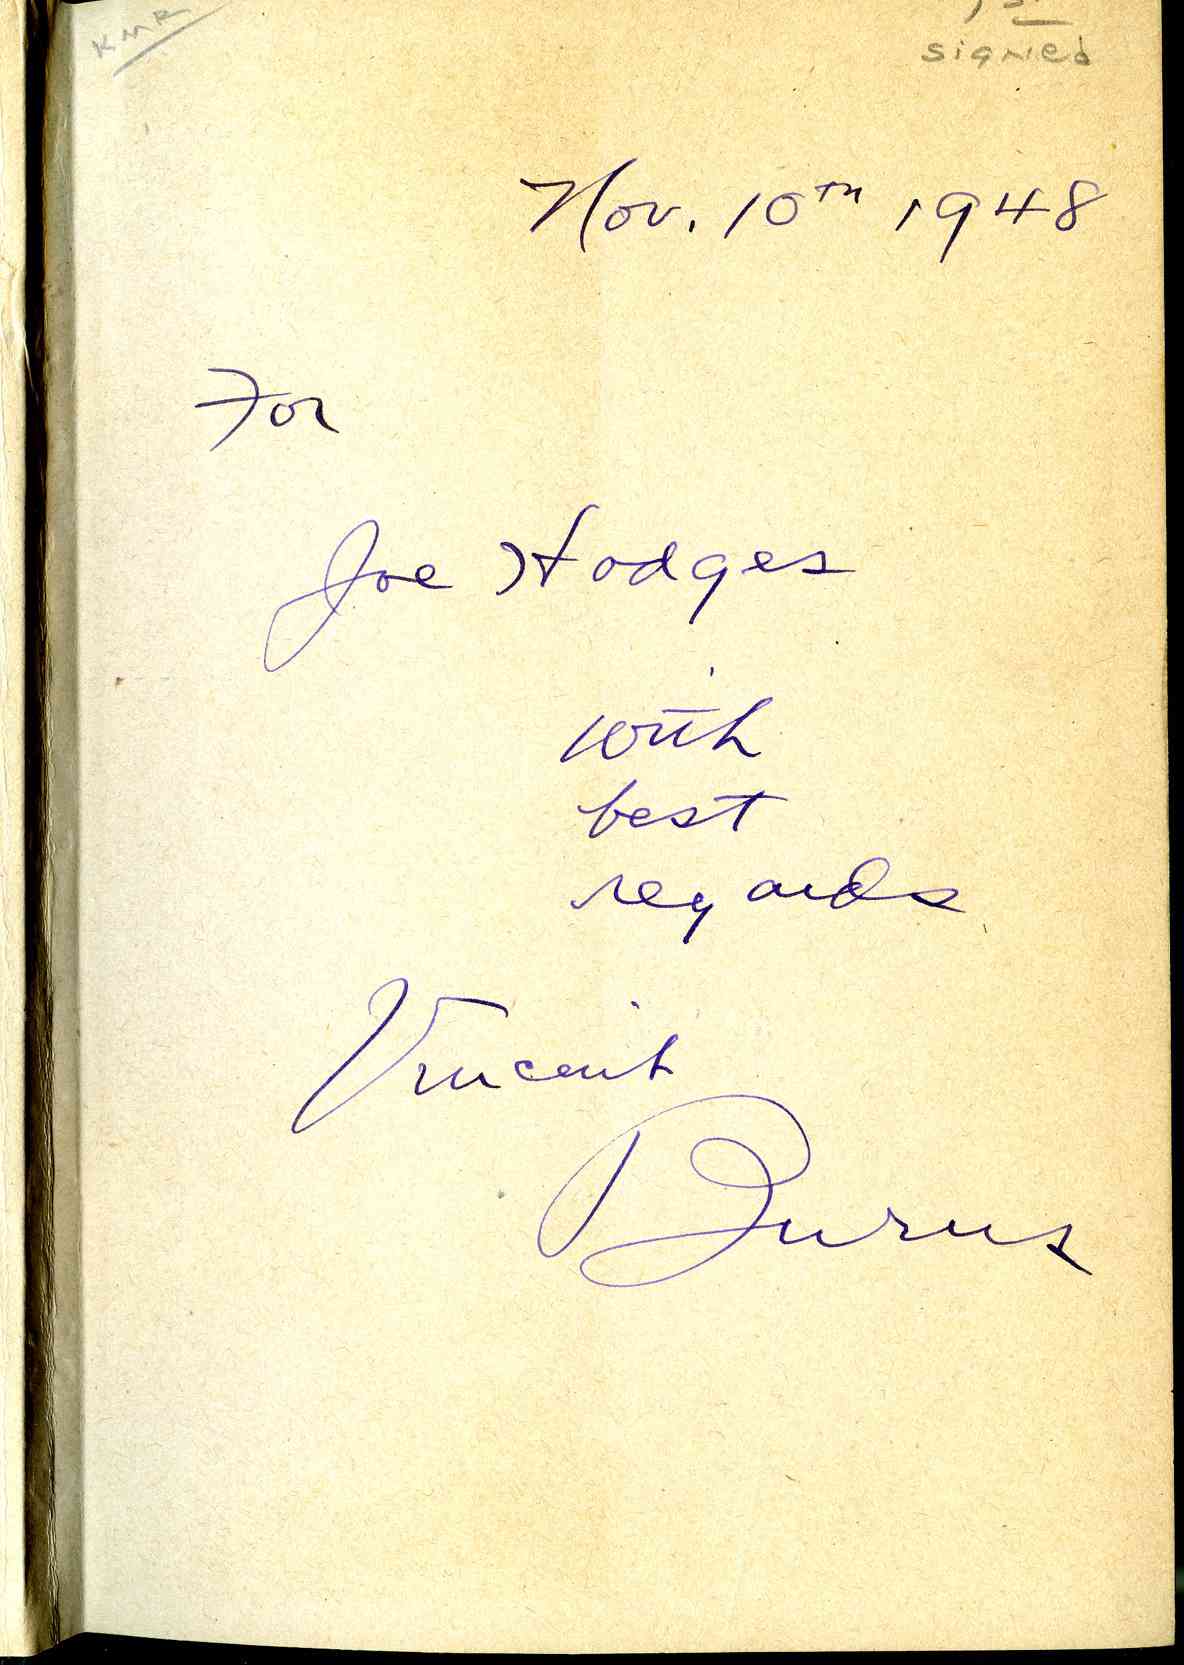 KMR
signed
Nov. 10th 1948
For
Joe Hodges
with
best
regards
Vincent
Burns